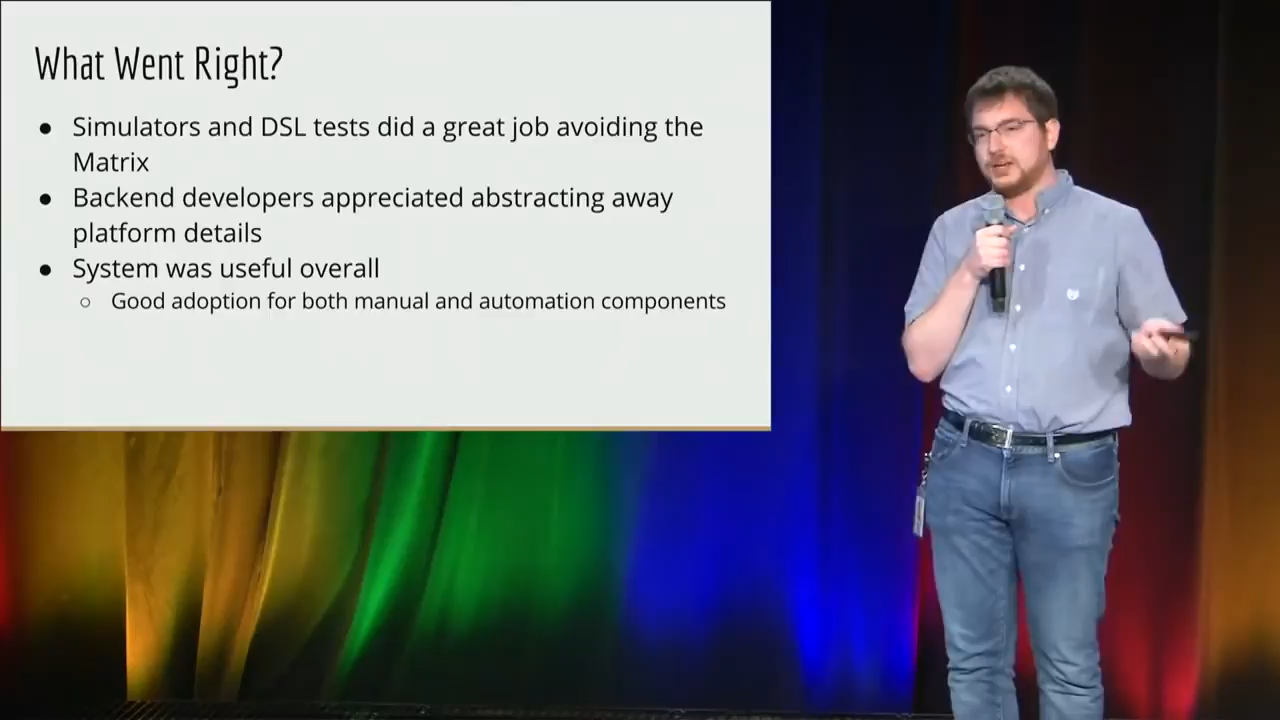 What Went Right?
● Simulators and DSL tests did a great job avoiding the
Matrix
● Backend developers appreciated abstracting away
platform details
● System was useful overall
○ Good adoption for both manual and automation components